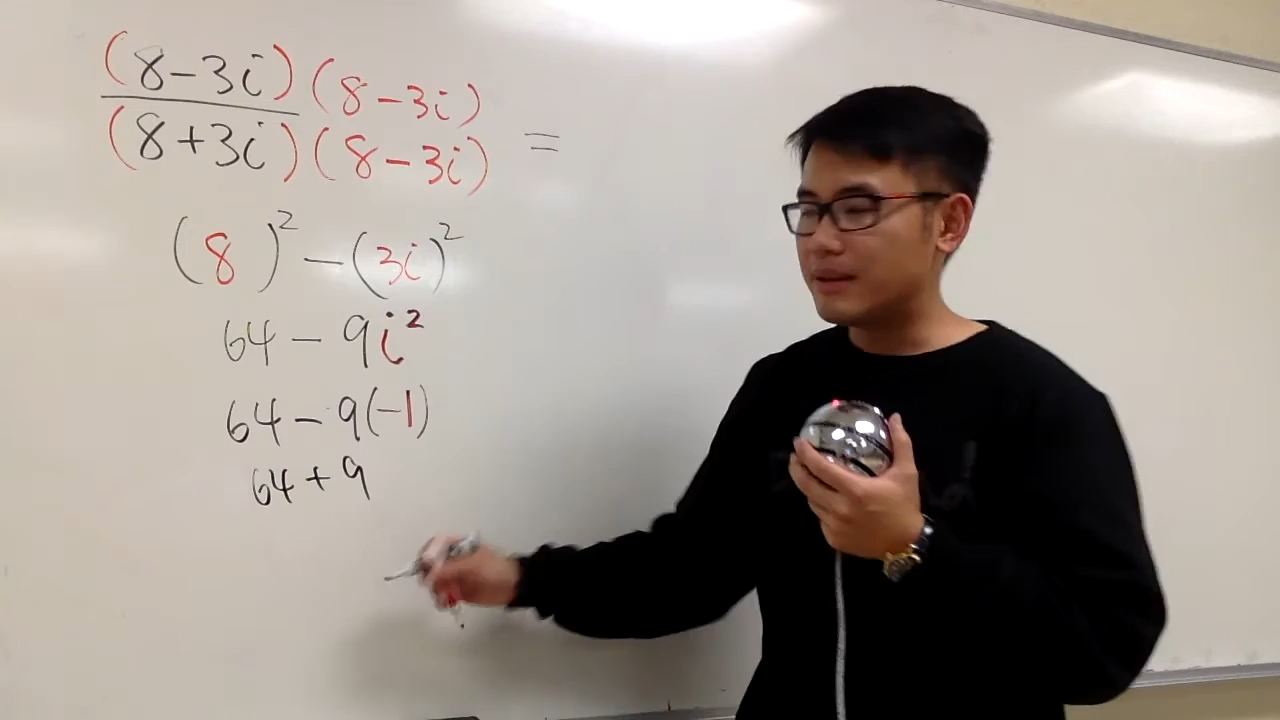 (8-3i)(8-3i)
(8+3i)(8-3i) =
(8)² - (3i)²
64 - 9i²
64 - 9(-1)
64 + 9